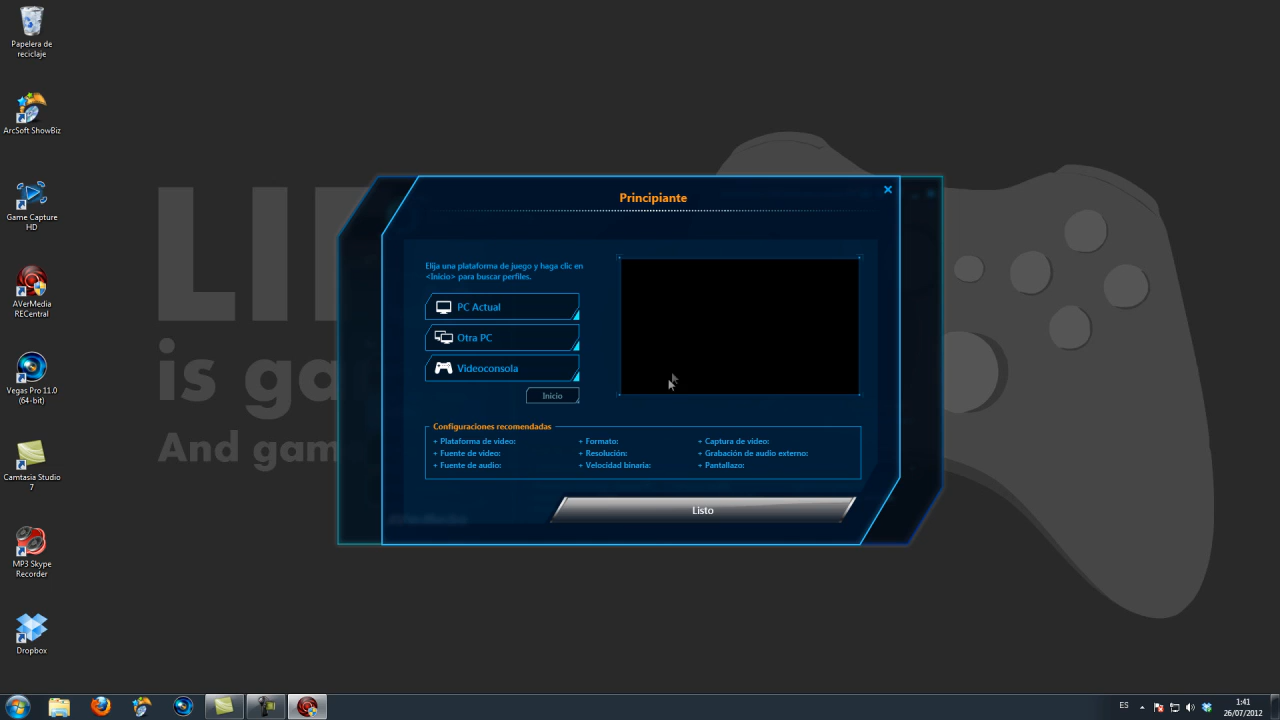 Papelera de
reciclaje
ArcSoft ShowBiz
Game Capture
HD
AVerMedia
RECentral
Vegas Pro 11.0
(64-bit)
Camtasia Studio
7
MP3 Skype
Recorder
Dropbox
is ga
And gam
Principiante
Elija una plataforma de juego y haga clic en
<Inicio> para buscar perfiles.
PC Actual
Otra PC
Videoconsola
Inicio
Configuraciones recomendadas
+ Plataforma de video: + Formato: + Captura de video:
+ Fuente de video: + Resolución: + Grabación de audio externo:
+ Fuente de audio: + Velocidad binaria: + Pantallazo:
Listo
ES
1:41
26/07/2012